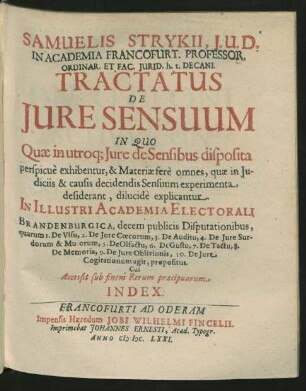 SAMUELIS STRYKII, J.U.D.
IN ACADEMIA FRANCOFURT. PROFESSOR.
ORDINAR. ET FAC. JURID. h. t. DECANI.
TRACTATUS
DE
JURE SENSUUM
IN QUO
Quæ in utroq; Jure de Sensibus disposita
perspicuè exhibentur, & Materiæ ferè omnes, quæ in Ju-
diciis & causis decidendis Sensuum experimenta
desiderant, dilucidè explicantur
IN ILLUSTRI ACADEMIA ELECTORALI
BRANDENBURGICA, decem publicis Disputationibus,
quarum 1. De Visu, 2. De Jure Cæcorum, 3. De Auditu, 4. De Jure Sur-
dorum & Mutorum, 5. De Olfactu, 6. De Gustu, 7. De Tactu, 8.
De Memoria, 9. De Jure Oblivionis, 10. De Jure
Cogitationum agit, propositus.
Cui
Accessit sub finem Rerum præcipuarum
INDEX.
FRANCOFURTI AD ODERAM
Impensis Hæredum JOBI WILHELMI FINCELII.
Imprimebat JOHANNES ERNESTI, Acad. Typogr.
ANNO CIↃ IↃC. LXXI.